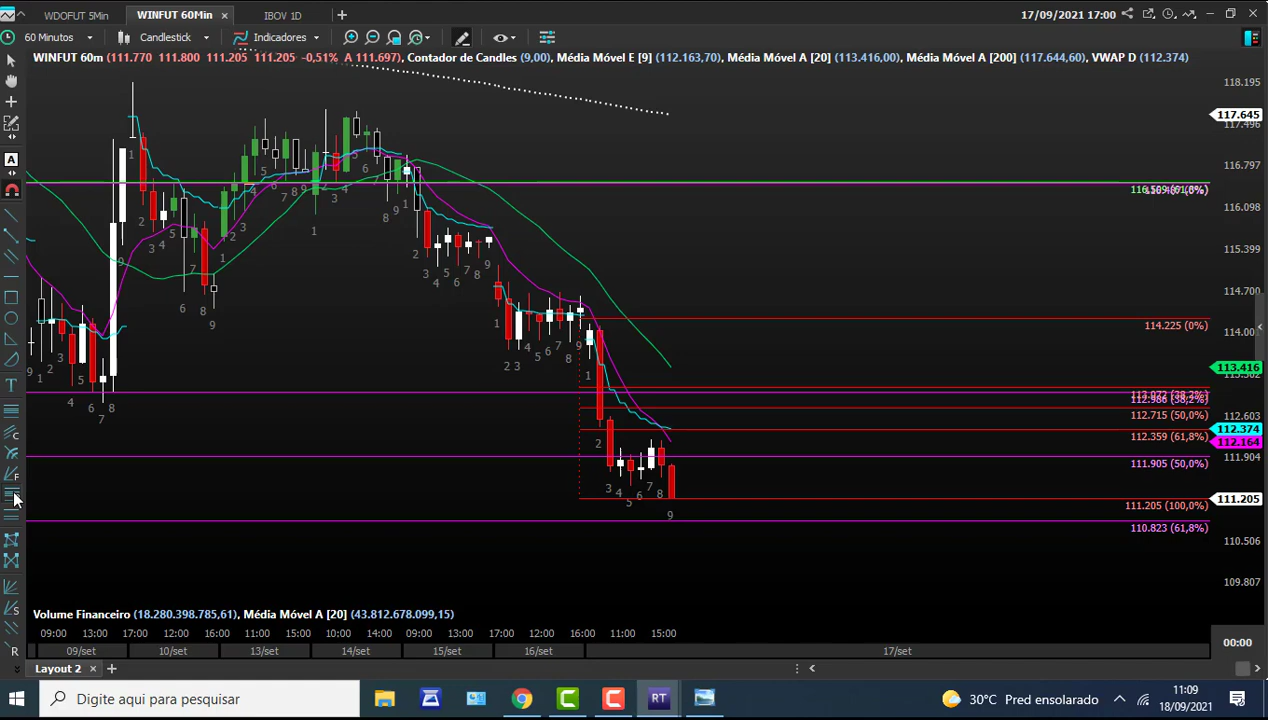 WDOFUT 5Min WINFUT 60Min × IBOV 1D + 17/09/2021 17:00
60 Minutos Candlestick Indicadores
WINFUT 60m (111.770 111.800 111.205 111.205 -0,51% A 111.697), Contador de Candles (9,00), Média Móvel E [9] (112.163,70), Média Móvel A [20] (113.416,00), Média Móvel A [200] (117.644,60), VWAP D (112.374)
118.195
117.645
117.496
116.797
116.098
115.399
114.700
114.225 (0%)
113.416
112.966 (38,2%)
112.715 (50,0%)
112.603
112.374
112.359 (61,8%)
112.164
111.905 (50,0%)
111.904
111.205
111.205 (100,0%)
110.823 (61,8%)
110.506
109.807
Volume Financeiro (18.280.398.785,61), Média Móvel A [20] (43.812.678.099,15)
09:00 13:00 17:00 12:00 16:00 11:00 15:00 10:00 14:00 09:00 13:00 17:00 12:00 16:00 11:00 15:00
00:00
09/set 10/set 13/set 14/set 15/set 16/set 17/set
Layout 2 × +
Digite aqui para pesquisar
RT
30°C Pred ensolarado
11:09
18/09/2021